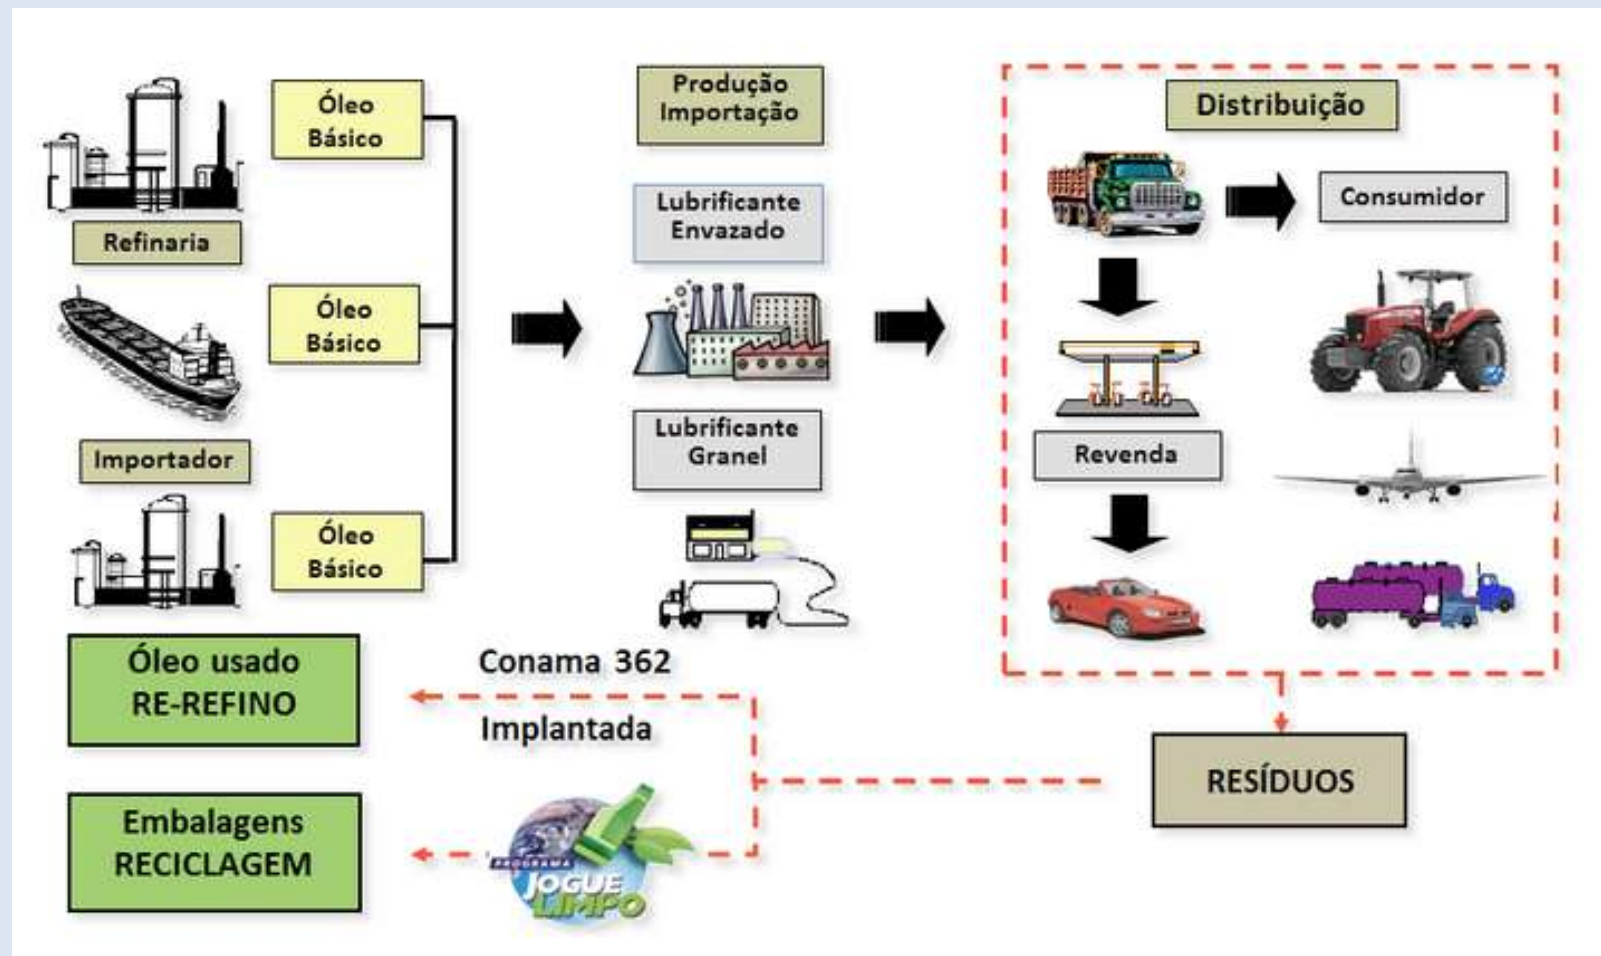 Óleo
Básico
Refinaria
Óleo
Básico
Importador
Óleo
Básico
Produção
Importação
Lubrificante
Envazado
Lubrificante
Granel
Distribuição
Consumidor
Revenda
Óleo usado
RE-REFINO
Conama 362
Implantada
RESÍDUOS
Embalagens
RECICLAGEM
PROGRAMA
JOGUE
LIMPO